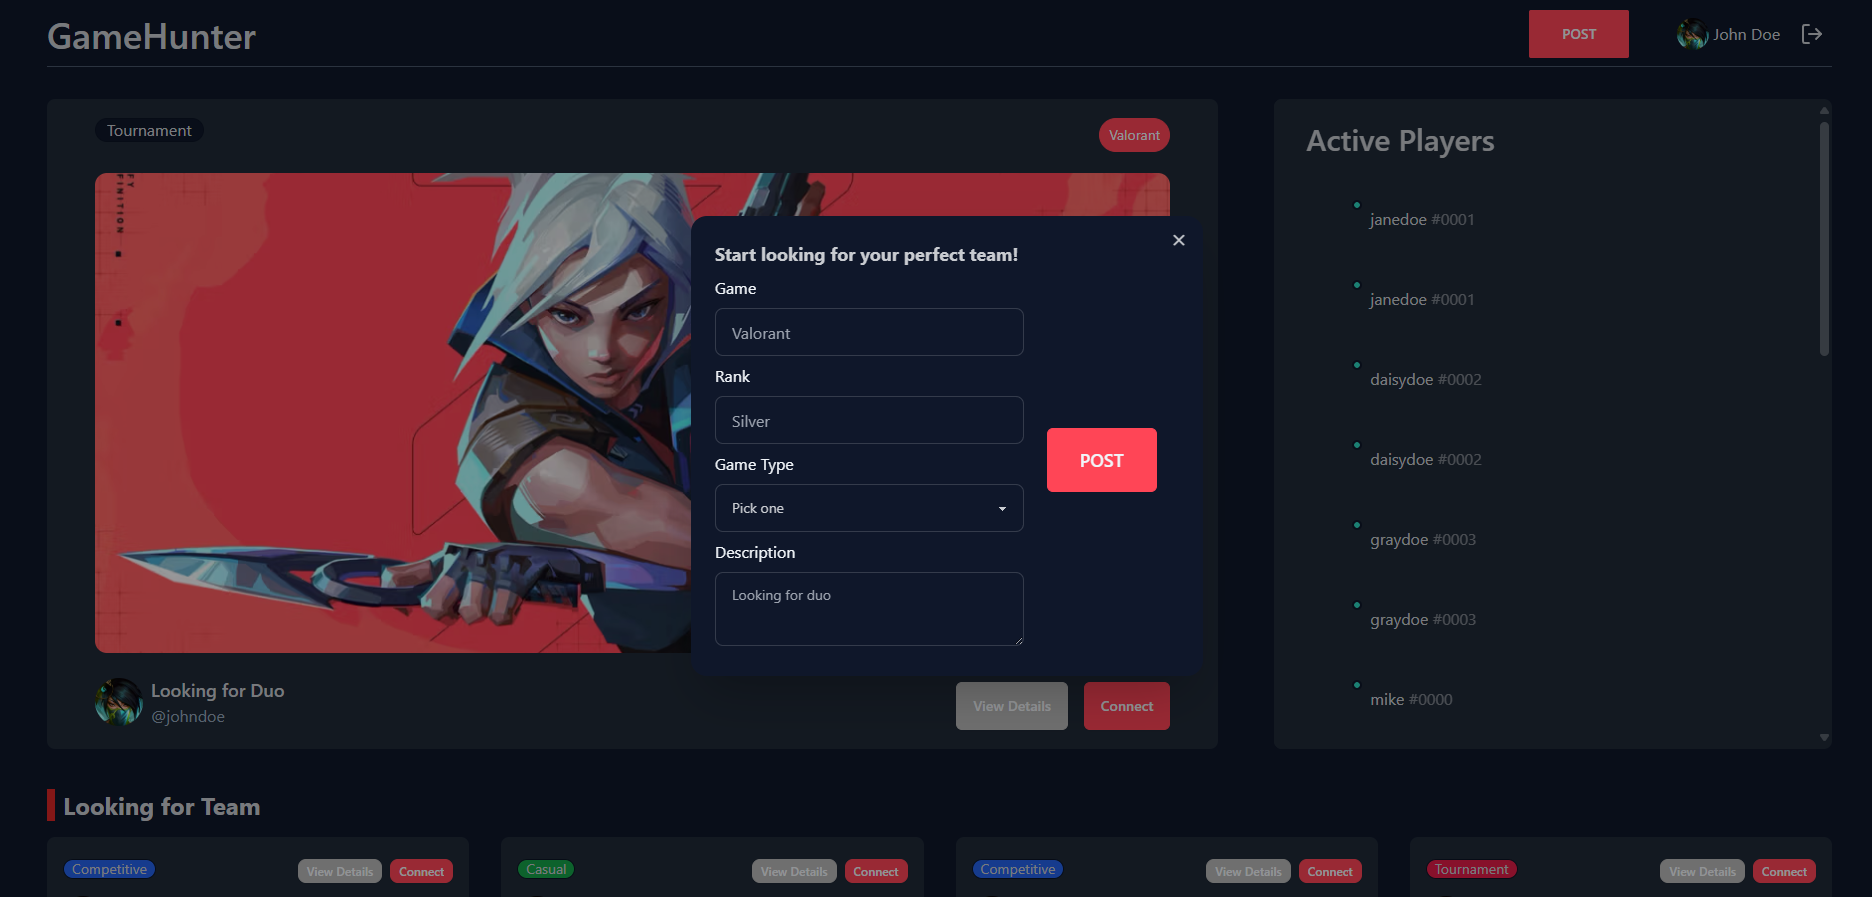 GameHunter
POST
John Doe
Tournament
Valorant
FY
FINITION
Start looking for your perfect team!
Game
Valorant
Rank
Silver
Game Type
Pick one
Description
Looking for duo
POST
Looking for Duo
@johndoe
View Details
Connect
Active Players
janedoe #0001
janedoe #0001
daisydoe #0002
daisydoe #0002
graydoe #0003
graydoe #0003
mike #0000
Looking for Team
Competitive
View Details
Connect
Casual
View Details
Connect
Competitive
View Details
Connect
Tournament
View Details
Connect